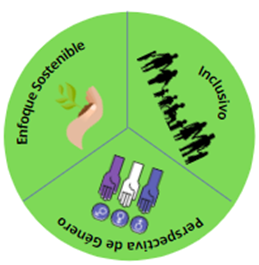 Enfoque Sostenible
Inclusivo
Perspectiva de Género